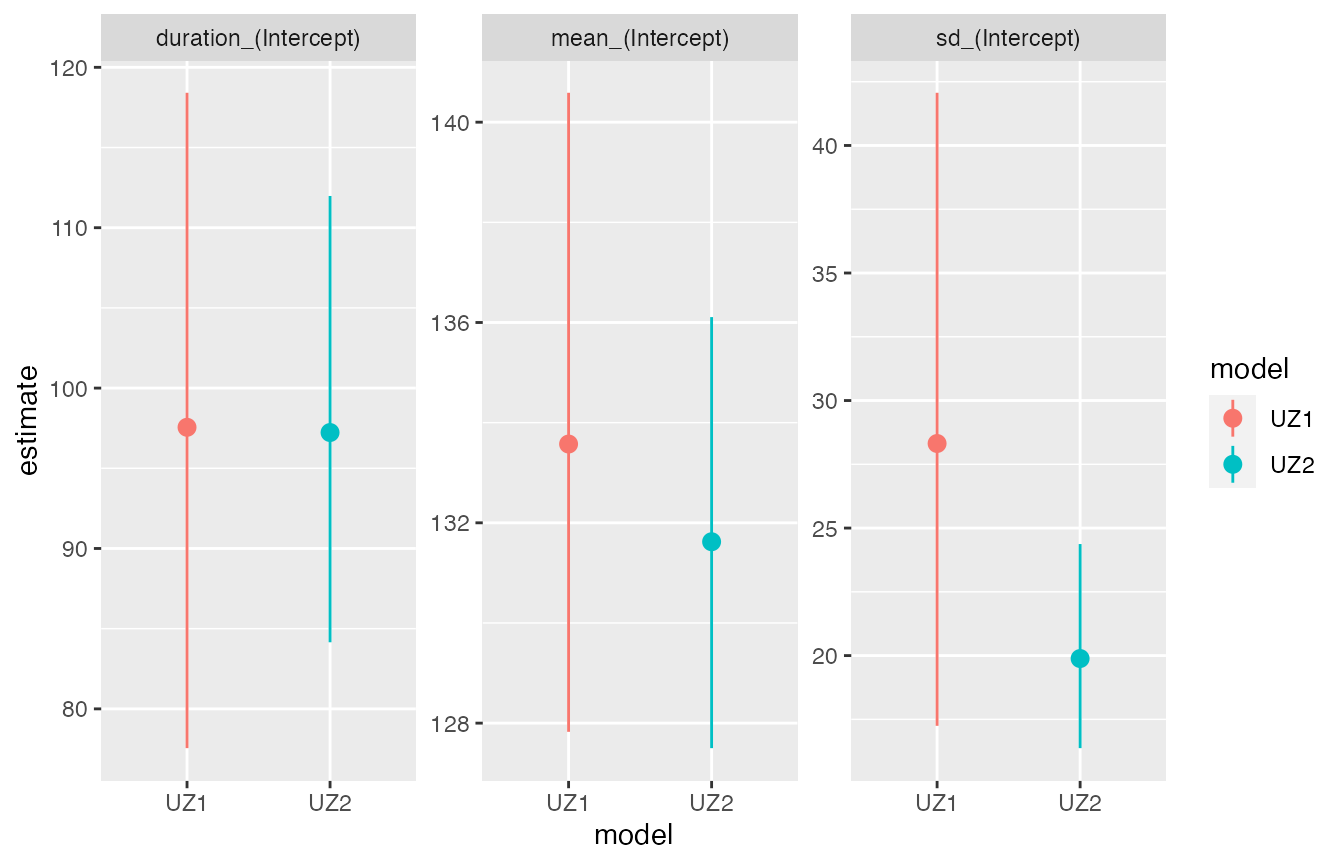 duration_(Intercept)
mean_(Intercept)
sd_(Intercept)
estimate
120
110
100
90
80
140
136
132
128
40
35
30
25
20
UZ1
UZ2
UZ1
UZ2
UZ1
UZ2
model
model
UZ1
UZ2